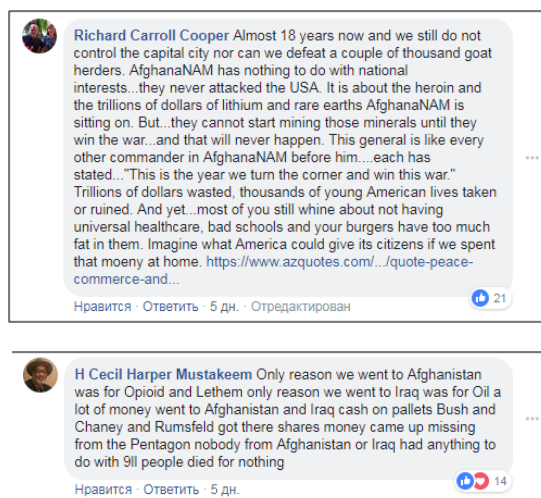 Richard Carroll Cooper Almost 18 years now and we still do not
control the capital city nor can we defeat a couple of thousand goat
herders. AfghanaNAM has nothing to do with national
interests...they never attacked the USA. It is about the heroin and
the trillions of dollars of lithium and rare earths AfghanaNAM is
sitting on. But...they cannot start mining those minerals until they
win the war...and that will never happen. This general is like every
other commander in AfghanaNAM before him....each has
stated..."This is the year we turn the corner and win this war."
Trillions of dollars wasted, thousands of young American lives taken
or ruined. And yet...most of you still whine about not having
universal healthcare, bad schools and your burgers have too much
fat in them. Imagine what America could give its citizens if we spent
that moeny at home. https://www.azquotes.com/.../quote-peace-
commerce-and...
21
Нравится · Ответить · 5 дн. · Отредактирован
H Cecil Harper Mustakeem Only reason we went to Afghanistan
was for Opioid and Lethem only reason we went to Iraq was for Oil a
lot of money went to Afghanistan and Iraq cash on pallets Bush and
Chaney and Rumsfeld got there shares money came up missing
from the Pentagon nobody from Afghanistan or Iraq had anything to
do with 9ll people died for nothing
14
Нравится · Ответить · 5 дн.